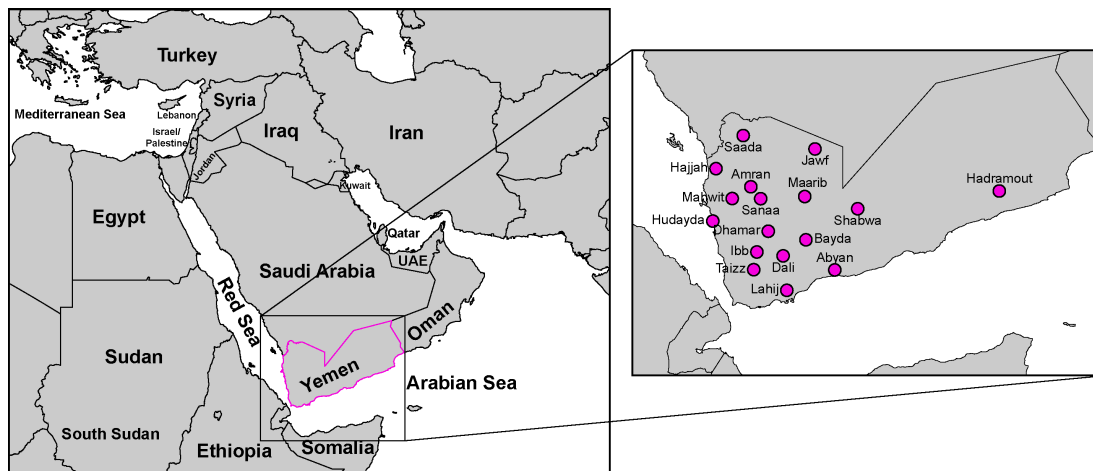 Turkey
Mediterranean Sea
Lebanon
Syria
Israel/
Palestine
Jordan
Iraq
Iran
Kuwait
Egypt
Qatar
UAE
Saudi Arabia
Red Sea
Oman
Sudan
Yemen
Arabian Sea
South Sudan
Ethiopia
Somalia
Saada
Jawf
Hajjah
Amran
Maarib
Hadramout
Mahwit
Sanaa
Shabwa
Hudayda
Dhamar
Bayda
Ibb
Dali
Taizz
Abyan
Lahij